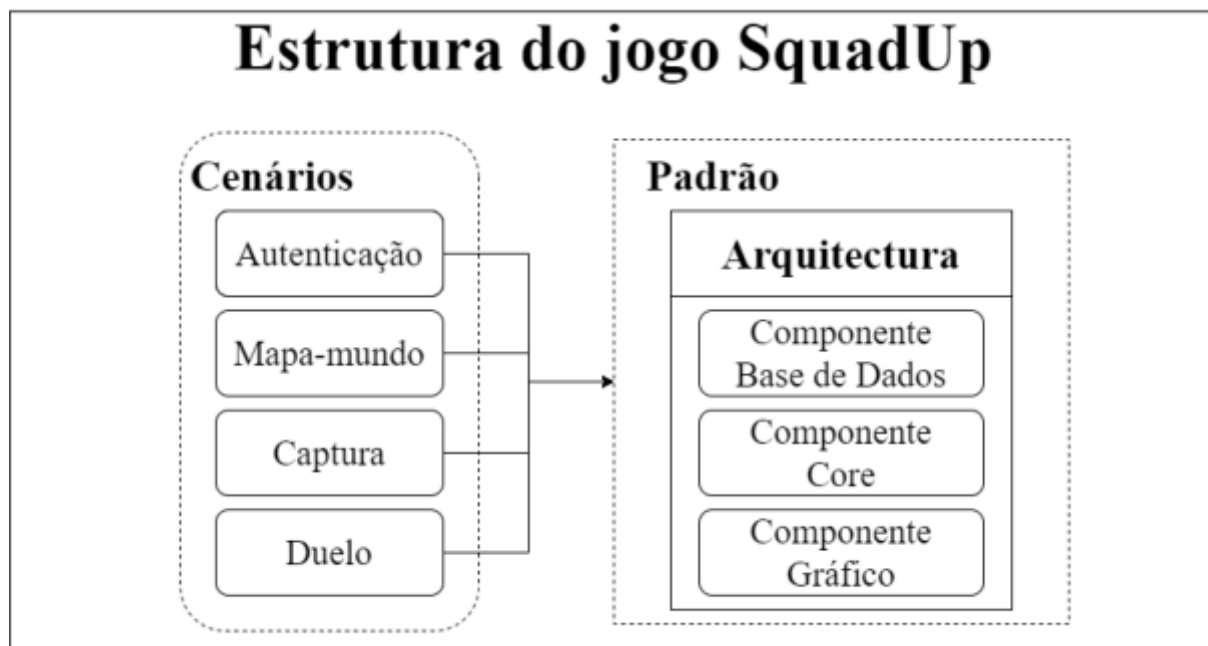 Estrutura do jogo SquadUp
Cenários
Autenticação
Mapa-mundo
Captura
Duelo
Padrão
Arquitectura
Componente
Base de Dados
Componente
Core
Componente
Gráfico